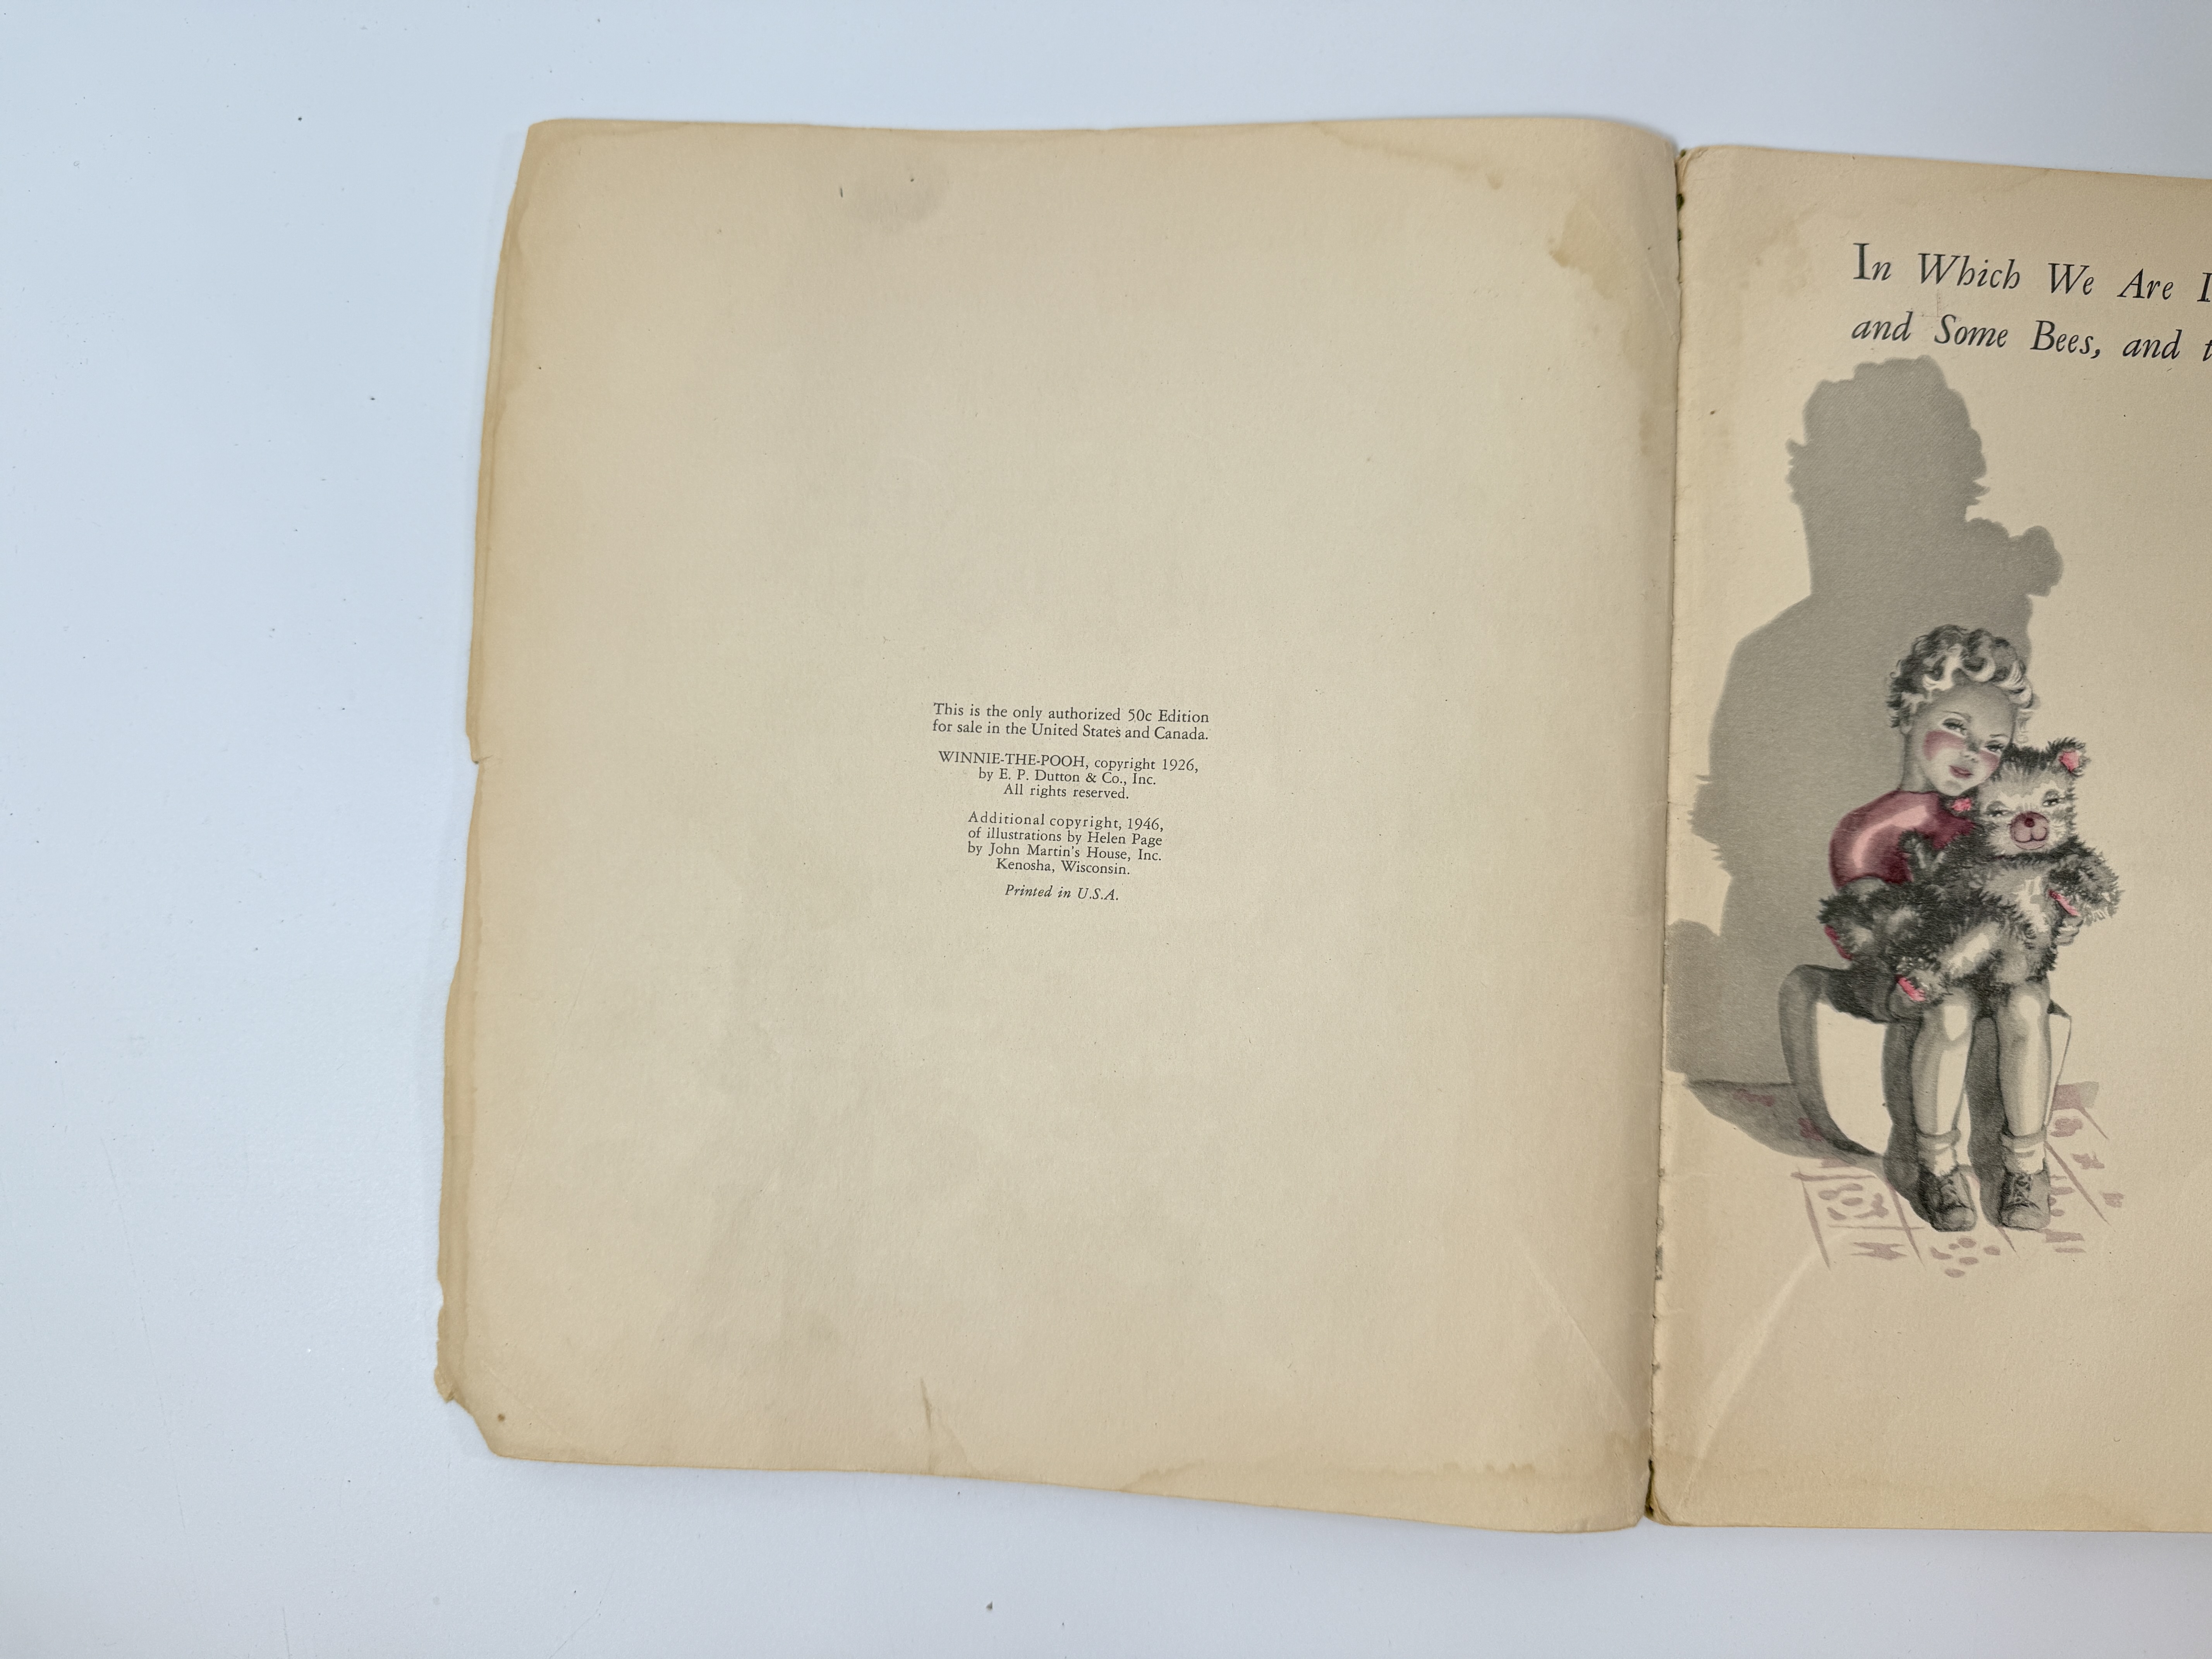 This is the only authorized 50c Edition
for sale in the United States and Canada.
WINNIE-THE-POOH, copyright 1926,
by E. P. Dutton & Co., Inc.
All rights reserved.
Additional copyright, 1946,
of illustrations by Helen Page
by John Martin's House, Inc.
Kenosha, Wisconsin.
Printed in U.S.A.
In Which We Are
and Some Bees, and